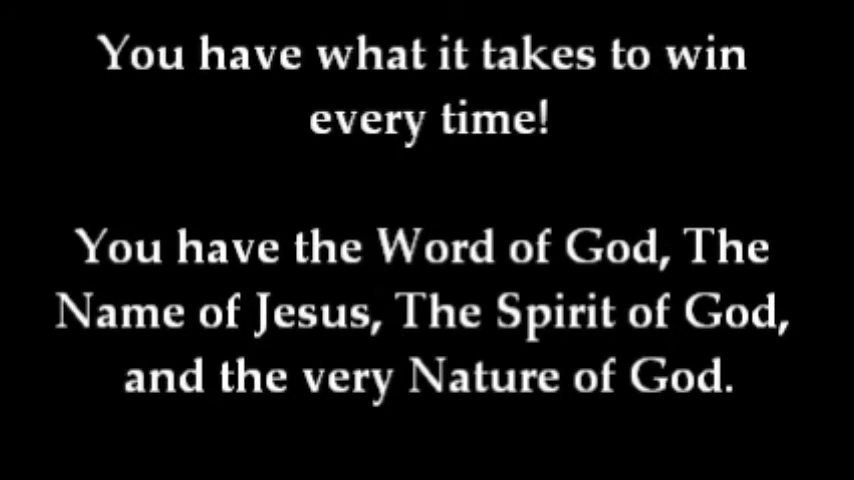 You have what it takes to win
every time!
You have the Word of God, The
Name of Jesus, The Spirit of God,
and the very Nature of God.